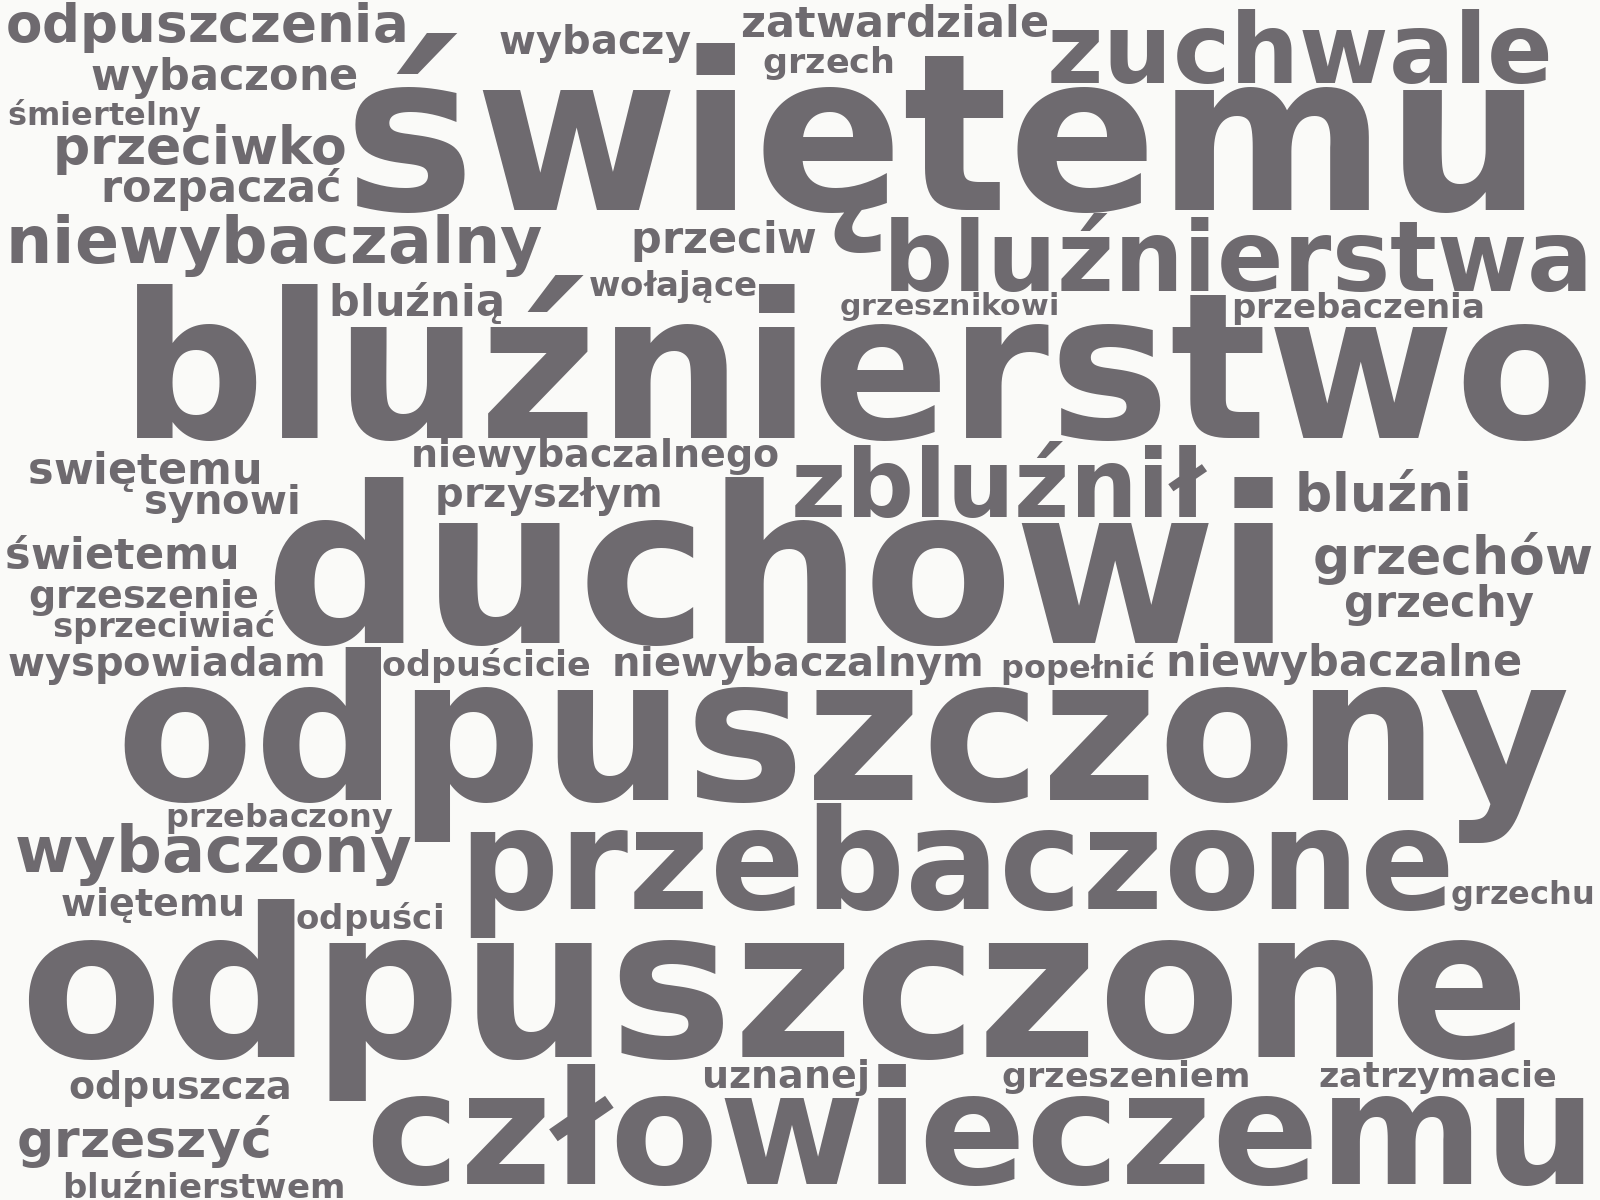 odpuszczenia wybaczy zatwardziale zuchwale
wybaczone grzech
śmiertelny świętemu
przeciwko
rozpaczać
niewybaczalny przeciw bluźnierstwa
bluźnią wołające grzesznikowi przebaczenia
bluźnierstwo
świętemu niewybaczalnego zbluźnił bluźni
synowi przyszłym
duchowi
świetemu grzechów
grzeszenie grzechy
sprzeciwiać
wyspowiadam odpuścicie niewybaczalnym popełnić niewybaczalne
odpuszczony
przebaczony
wybaczony przebaczone
więtemu odpuści grzechu
odpuszczone
odpuszcza uznanej grzeszeniem zatrzymacie
grzeszyć człowieczemu
bluźnierstwem